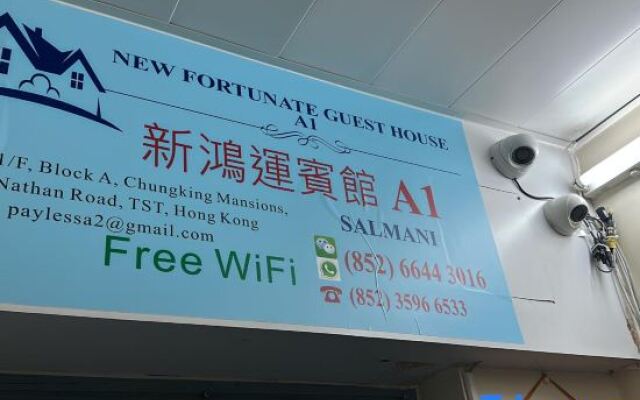 NEW FORTUNATE GUEST HOUSE
A1
新鴻運賓館 A1
1/F, Block A, Chungking Mansions,
Nathan Road, TST, Hong Kong
paylessa2@gmail.com
SALMANI
Free WiFi
(852) 6644 3016
(852) 3596 6533